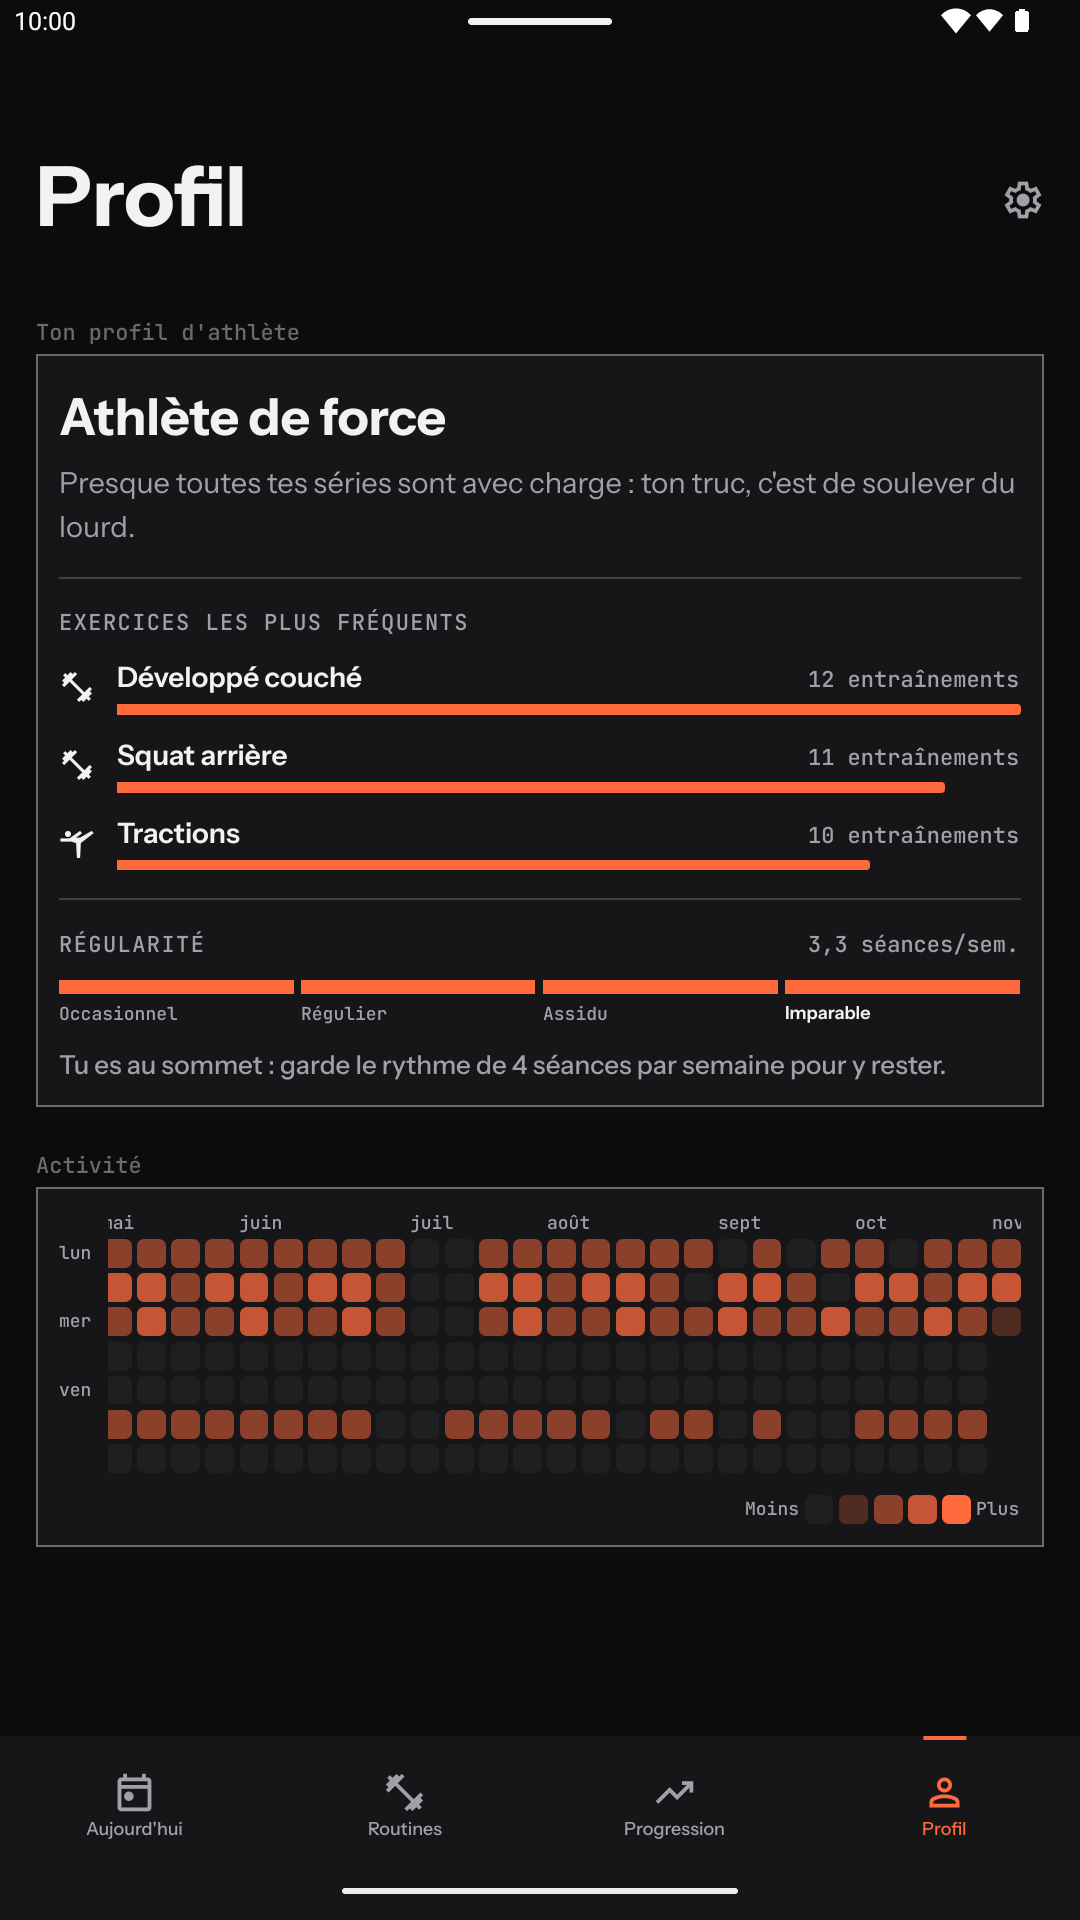 10:00
Profil
Ton profil d'athlète
Athlète de force
Presque toutes tes séries sont avec charge : ton truc, c'est de soulever du
lourd.
EXERCICES LES PLUS FRÉQUENTS
Développé couché
12 entraînements
Squat arrière
11 entraînements
Tractions
10 entraînements
RÉGULARITÉ
3,3 séances/sem.
Occasionnel
Régulier
Assidu
Imparable
Tu es au sommet : garde le rythme de 4 séances par semaine pour y rester.
Activité
mai juin juil août sept oct nov
lun
mer
ven
Moins
Plus
Aujourd'hui
Routines
Progression
Profil